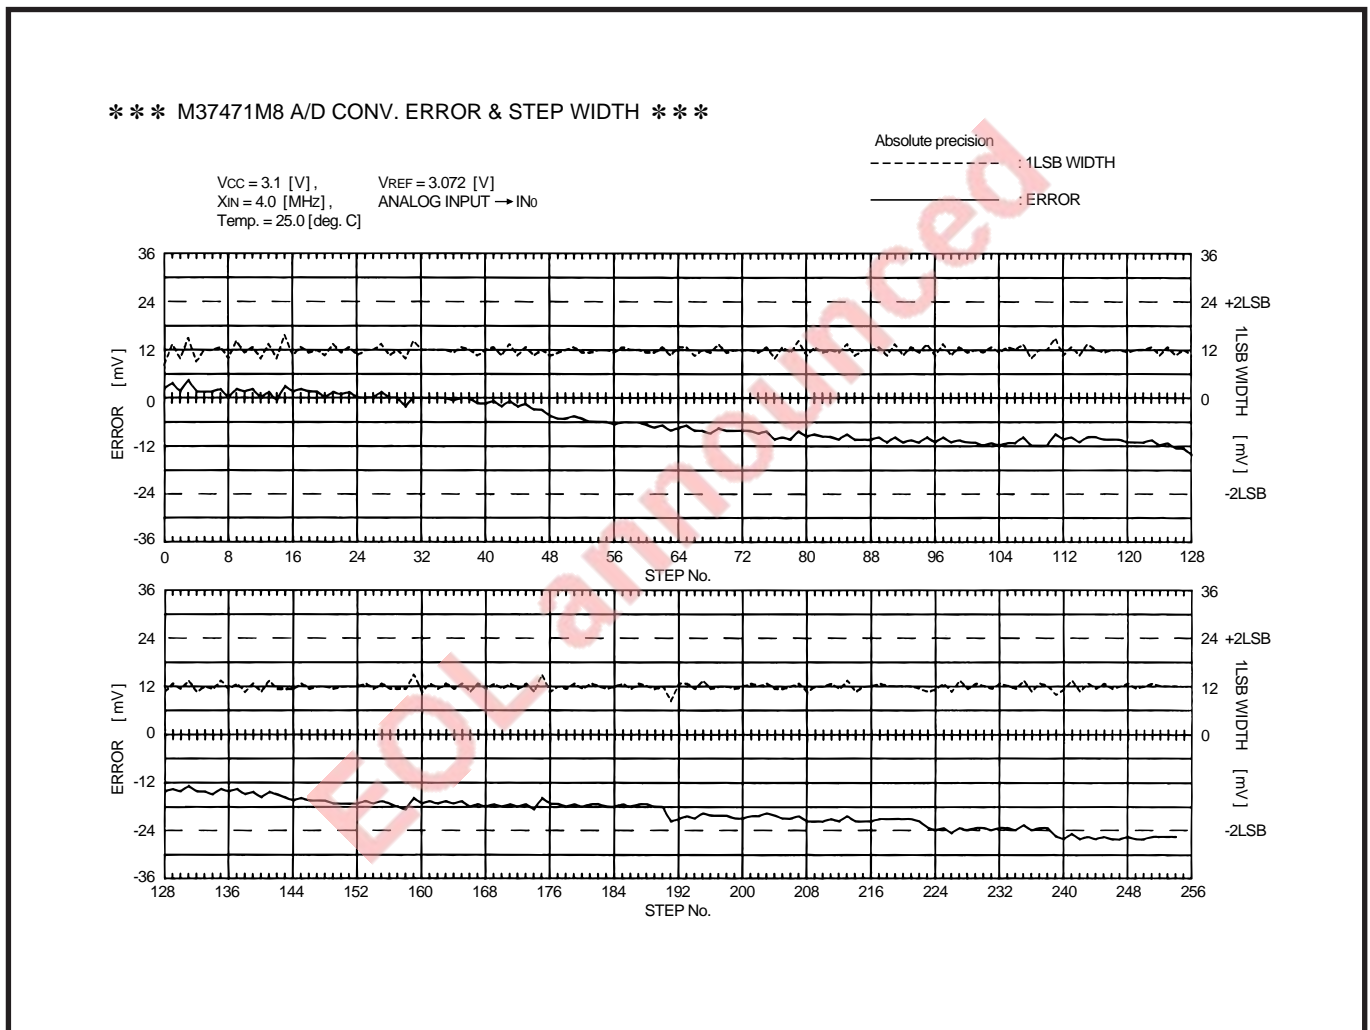 *** M37471M8 A/D CONV. ERROR & STEP WIDTH ***
Absolute precision
: 1LSB WIDTH
: ERROR
VCC = 3.1 [V] , VREF = 3.072 [V]
XIN = 4.0 [MHz] , ANALOG INPUT → IN0
Temp. = 25.0 [deg. C]
36 36
24 24 +2LSB
12 12
0 0
-12
-24 -2LSB
-36
ERROR [mV]
1LSB WIDTH [mV]
0 8 16 24 32 40 48 56 64 72 80 88 96 104 112 120 128
STEP No.
36 36
24 24 +2LSB
12 12
0 0
-12
-24 -2LSB
-36
ERROR [mV]
1LSB WIDTH [mV]
128 136 144 152 160 168 176 184 192 200 208 216 224 232 240 248 256
STEP No.
EOL announced